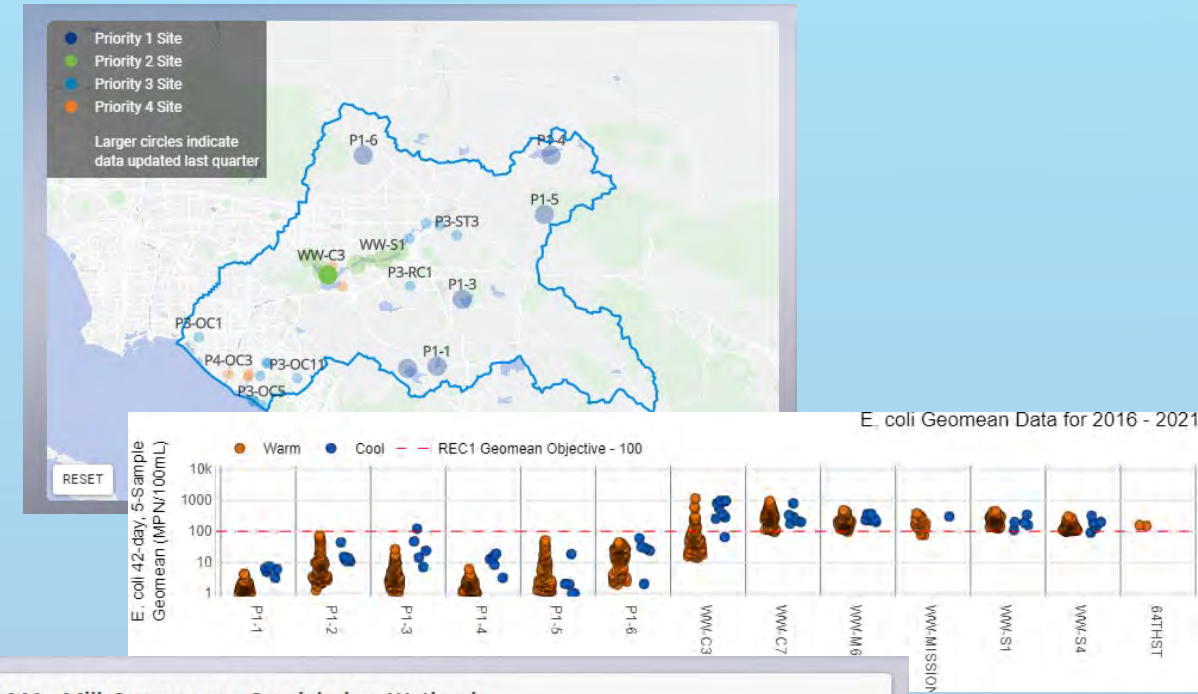 Priority 1 Site
Priority 2 Site
Priority 3 Site
Priority 4 Site
Larger circles indicate
data updated last quarter
P1-6
P1-4
P1-5
P3-ST3
WW-S1
WW-C3
P3-RC1
P1-3
P3-OC1
P1-1
P4-OC3
P3-OC11
P3-OC5
RESET
E. coli Geomean Data for 2016 - 2021
Warm Cool REC1 Geomean Objective - 100
E. coli 42-day, 5-Sample
Geomean (MPN/100mL)
10k
1000
100
10
1
P1-1
P1-2
P1-3
P1-4
P1-5
P1-6
WW-C3
WW-C7
WW-M6
WW-MISSION
WW-S1
WW-S4
64THST